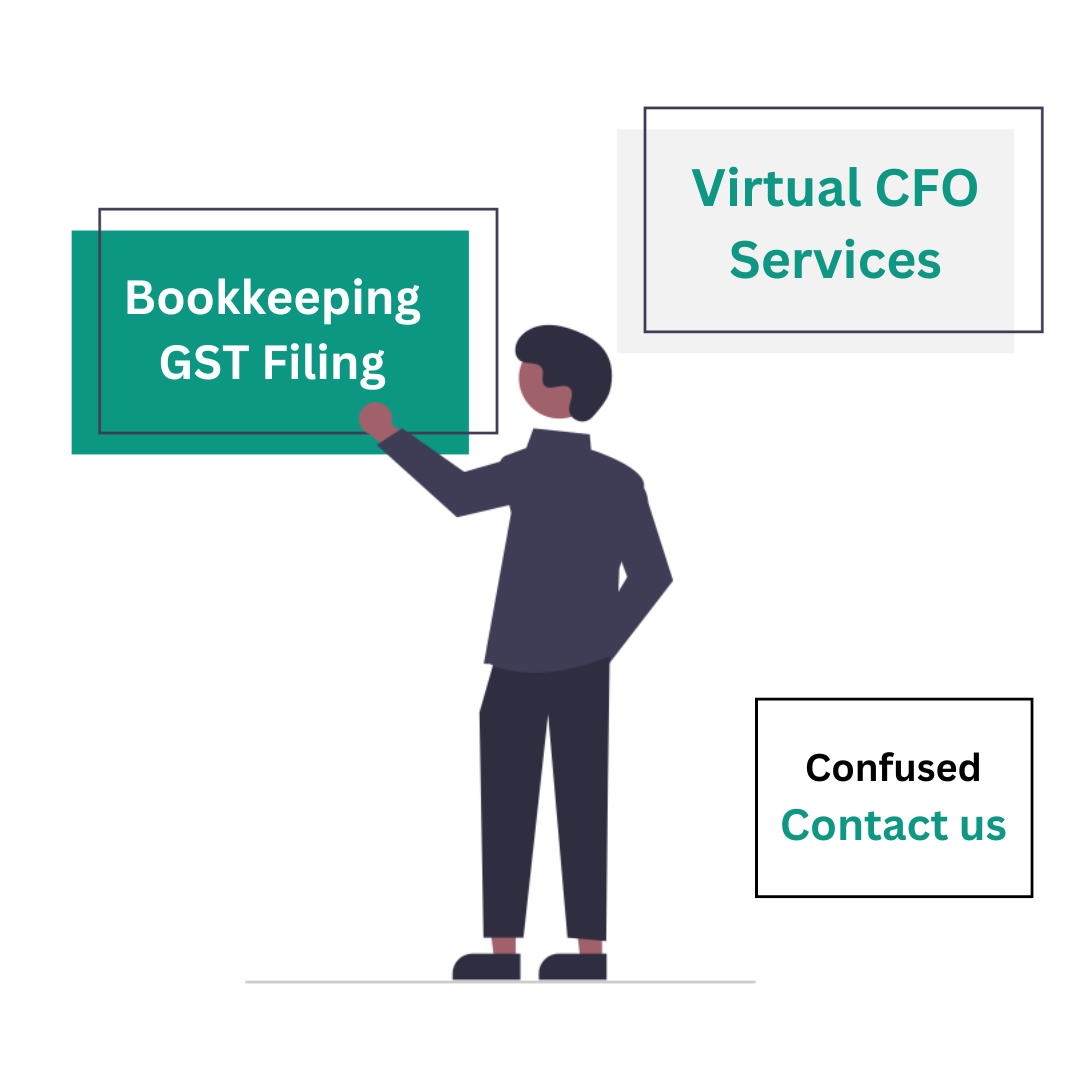 Bookkeeping
GST Filing
Virtual CFO
Services
Confused
Contact us